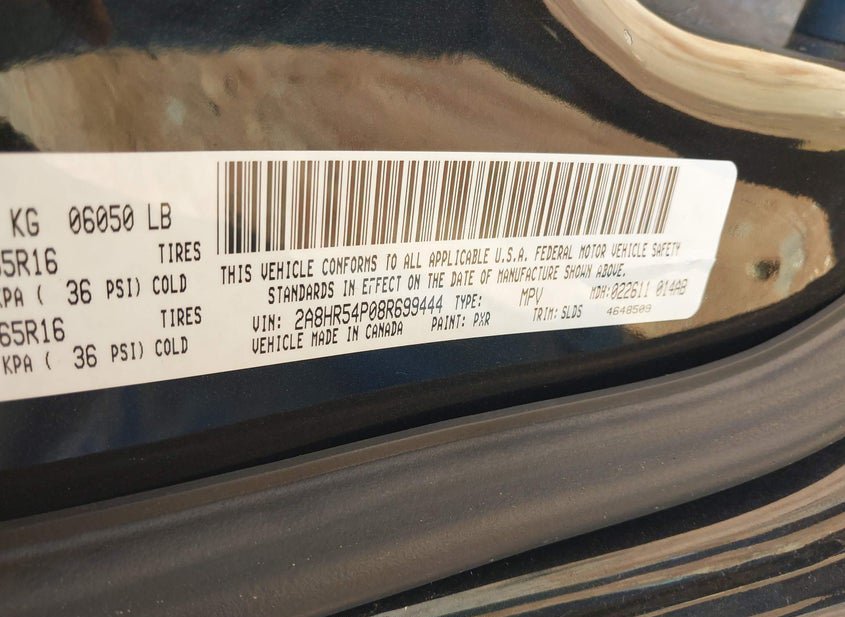 KG 06050 LB
65R16 TIRES
KPA ( 36 PSI) COLD
65R16 TIRES
KPA ( 36 PSI) COLD
THIS VEHICLE CONFORMS TO ALL APPLICABLE U.S.A. FEDERAL MOTOR VEHICLE SAFETY
STANDARDS IN EFFECT ON THE DATE OF MANUFACTURE SHOWN ABOVE.
VIN: 2A8HR54P08R699444 TYPE: MPV MDH:022611 014AB
VEHICLE MADE IN CANADA PAINT: PXR TRIM: SLDS 4648509